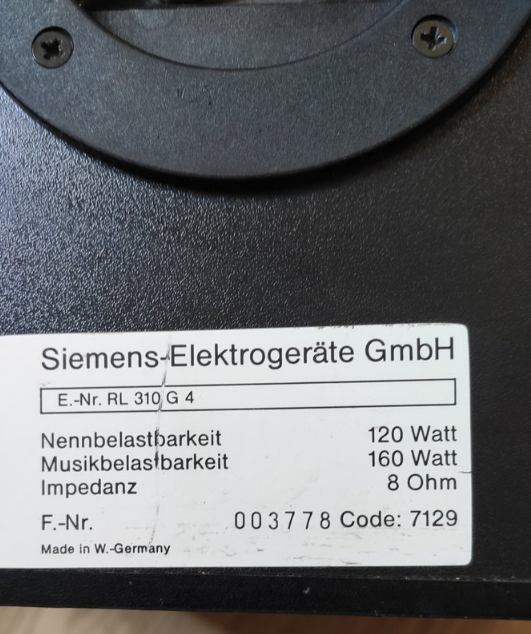 Siemens-Elektrogeräte GmbH
E.-Nr. RL 310 G 4
Nennbelastbarkeit 120 Watt
Musikbelastbarkeit 160 Watt
Impedanz 8 Ohm
F.-Nr. 003778 Code: 7129
Made in W.-Germany